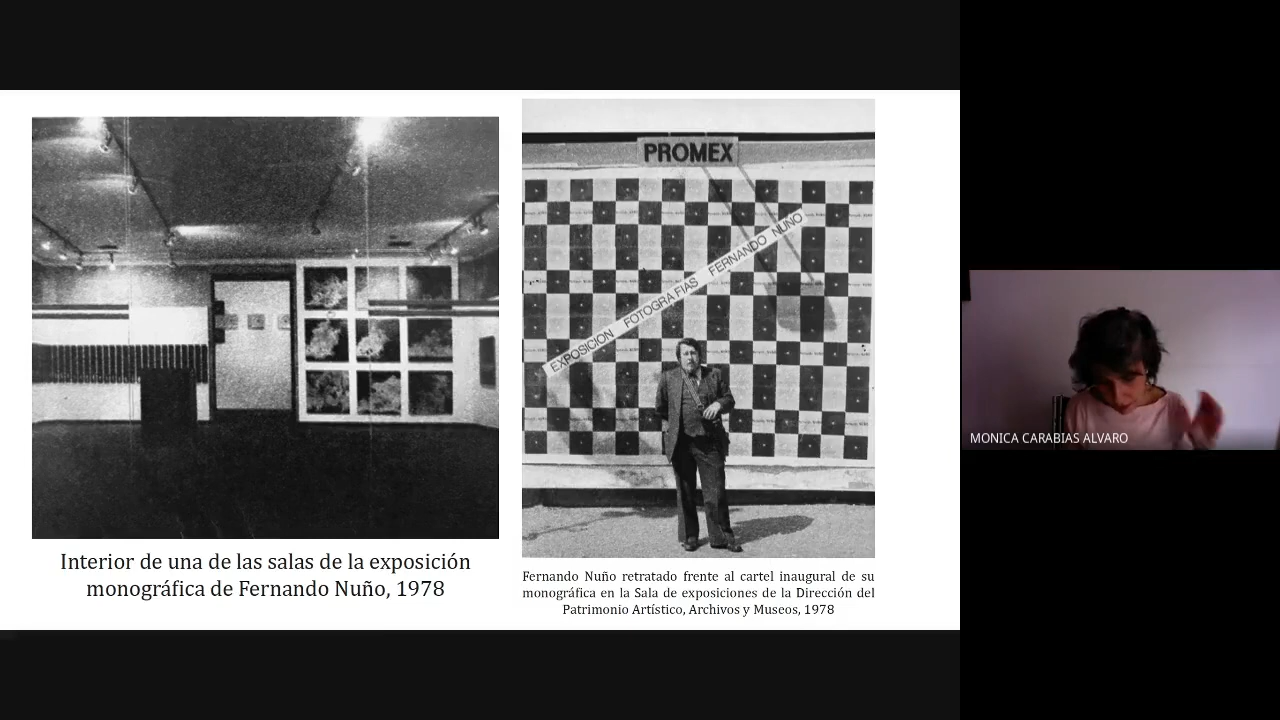 PROMEX
EXPOSICION FOTOGRAFIAS FERNANDO NUÑO
Interior de una de las salas de la exposición
monográfica de Fernando Nuño, 1978
Fernando Nuño retratado frente al cartel inaugural de su
monográfica en la Sala de exposiciones de la Dirección del
Patrimonio Artístico, Archivos y Museos, 1978
MONICA CARABIAS ALVARO